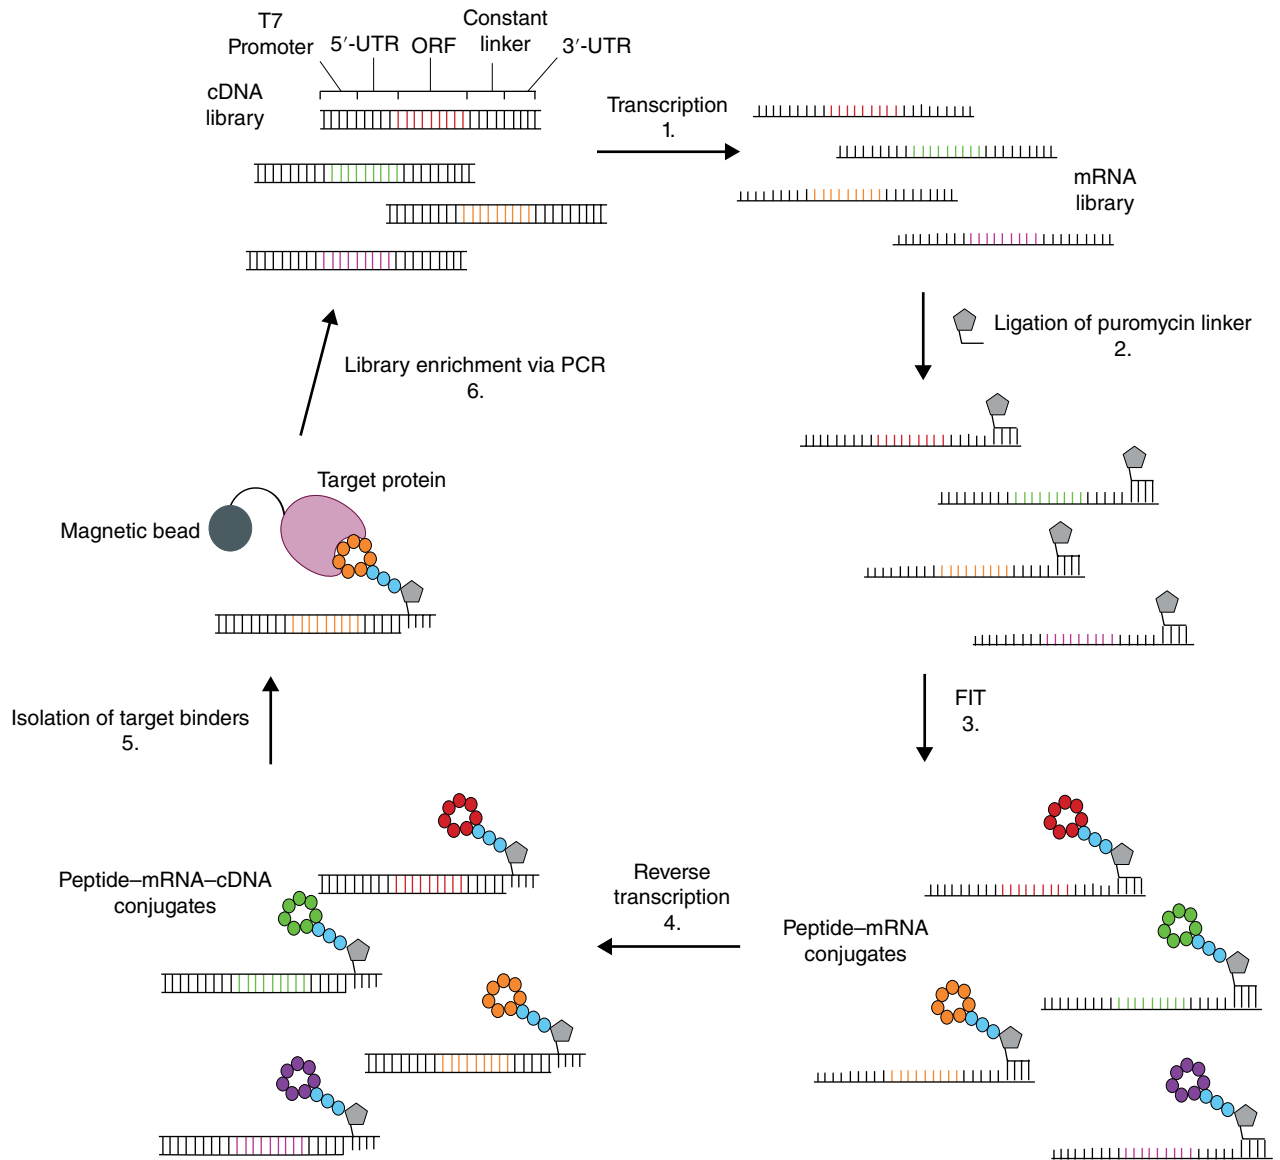 T7
Promoter
5′-UTR
ORF
Constant
linker
3′-UTR
cDNA
library
Transcription
1.
mRNA
library
Ligation of puromycin linker
2.
FIT
3.
Peptide–mRNA
conjugates
Reverse
transcription
4.
Peptide–mRNA–cDNA
conjugates
Isolation of target binders
5.
Magnetic bead
Target protein
Library enrichment via PCR
6.